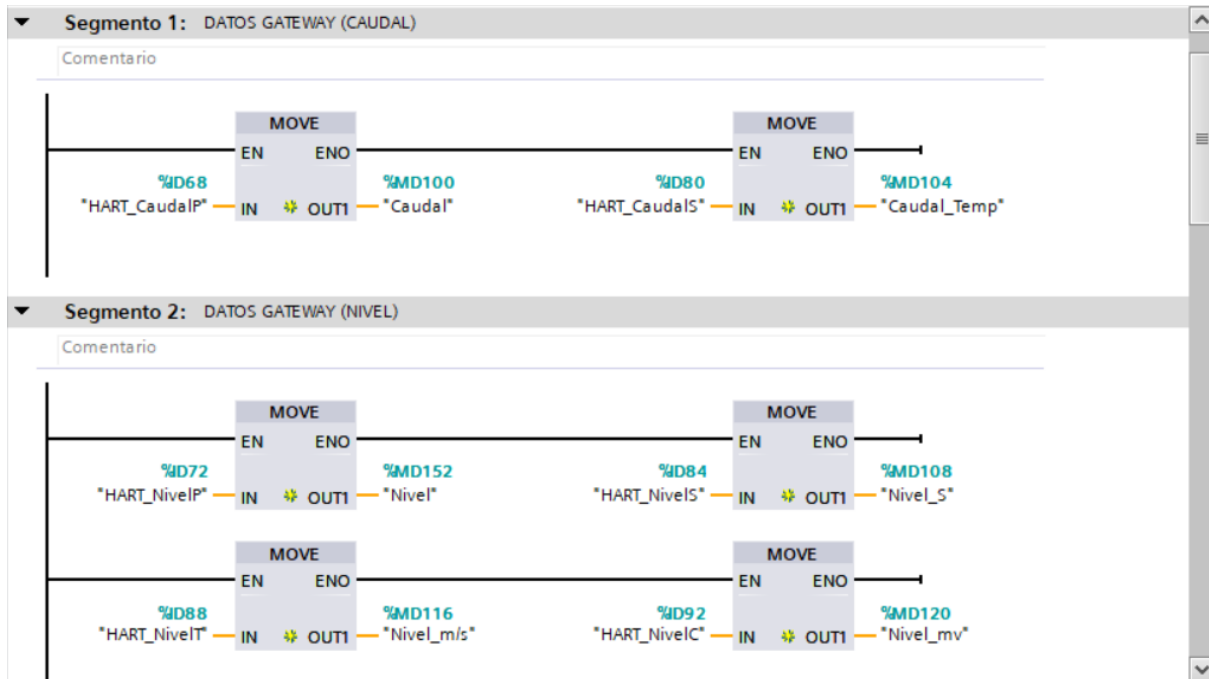 Segmento 1: DATOS GATEWAY (CAUDAL)
Comentario
MOVE MOVE
EN ENO EN ENO
%ID68 %MD100 %ID80 %MD104
"HART_CaudalP" IN OUT1 "Caudal" "HART_CaudalS" IN OUT1 "Caudal_Temp"
Segmento 2: DATOS GATEWAY (NIVEL)
Comentario
MOVE MOVE
EN ENO EN ENO
%ID72 %MD152 %ID84 %MD108
"HART_NivelP" IN OUT1 "Nivel" "HART_NivelS" IN OUT1 "Nivel_S"
MOVE MOVE
EN ENO EN ENO
%ID88 %MD116 %ID92 %MD120
"HART_NivelT" IN OUT1 "Nivel_m/s" "HART_NivelC" IN OUT1 "Nivel_mv"